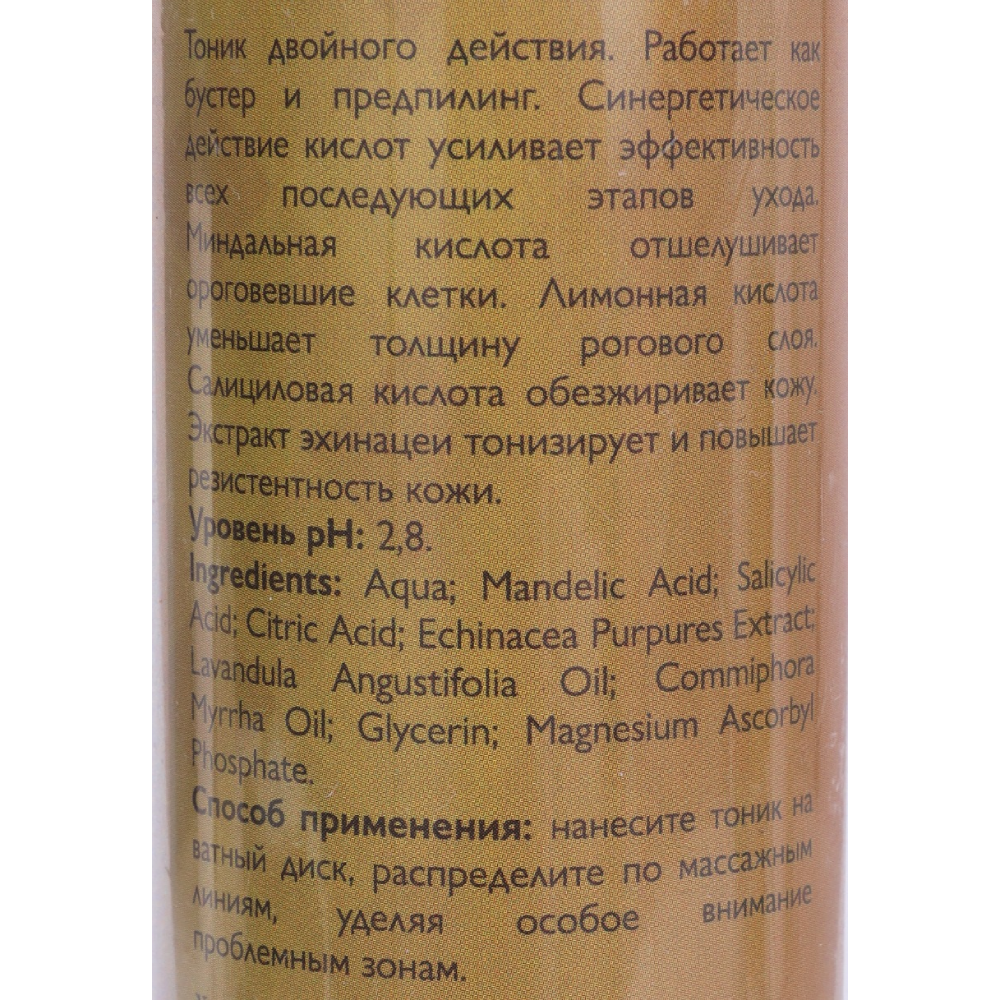 Тоник двойного действия. Работает как
бустер и предпилинг. Синергетическое
действие кислот усиливает эффективность
всех последующих этапов ухода.
Миндальная кислота отшелушивает
ороговевшие клетки. Лимонная кислота
уменьшает толщину рогового слоя.
Салициловая кислота обезжиривает кожу.
Экстракт эхинацеи тонизирует и повышает
резистентность кожи.
Уровень pH: 2,8.
Ingredients: Aqua; Mandelic Acid; Salicylic
Acid; Citric Acid; Echinacea Purpures Extract;
Lavandula Angustifolia Oil; Commiphora
Myrrha Oil; Glycerin; Magnesium Ascorbyl
Phosphate.
Способ применения: нанесите тоник на
ватный диск, распределите по массажным
линиям, уделяя особое внимание
проблемным зонам.